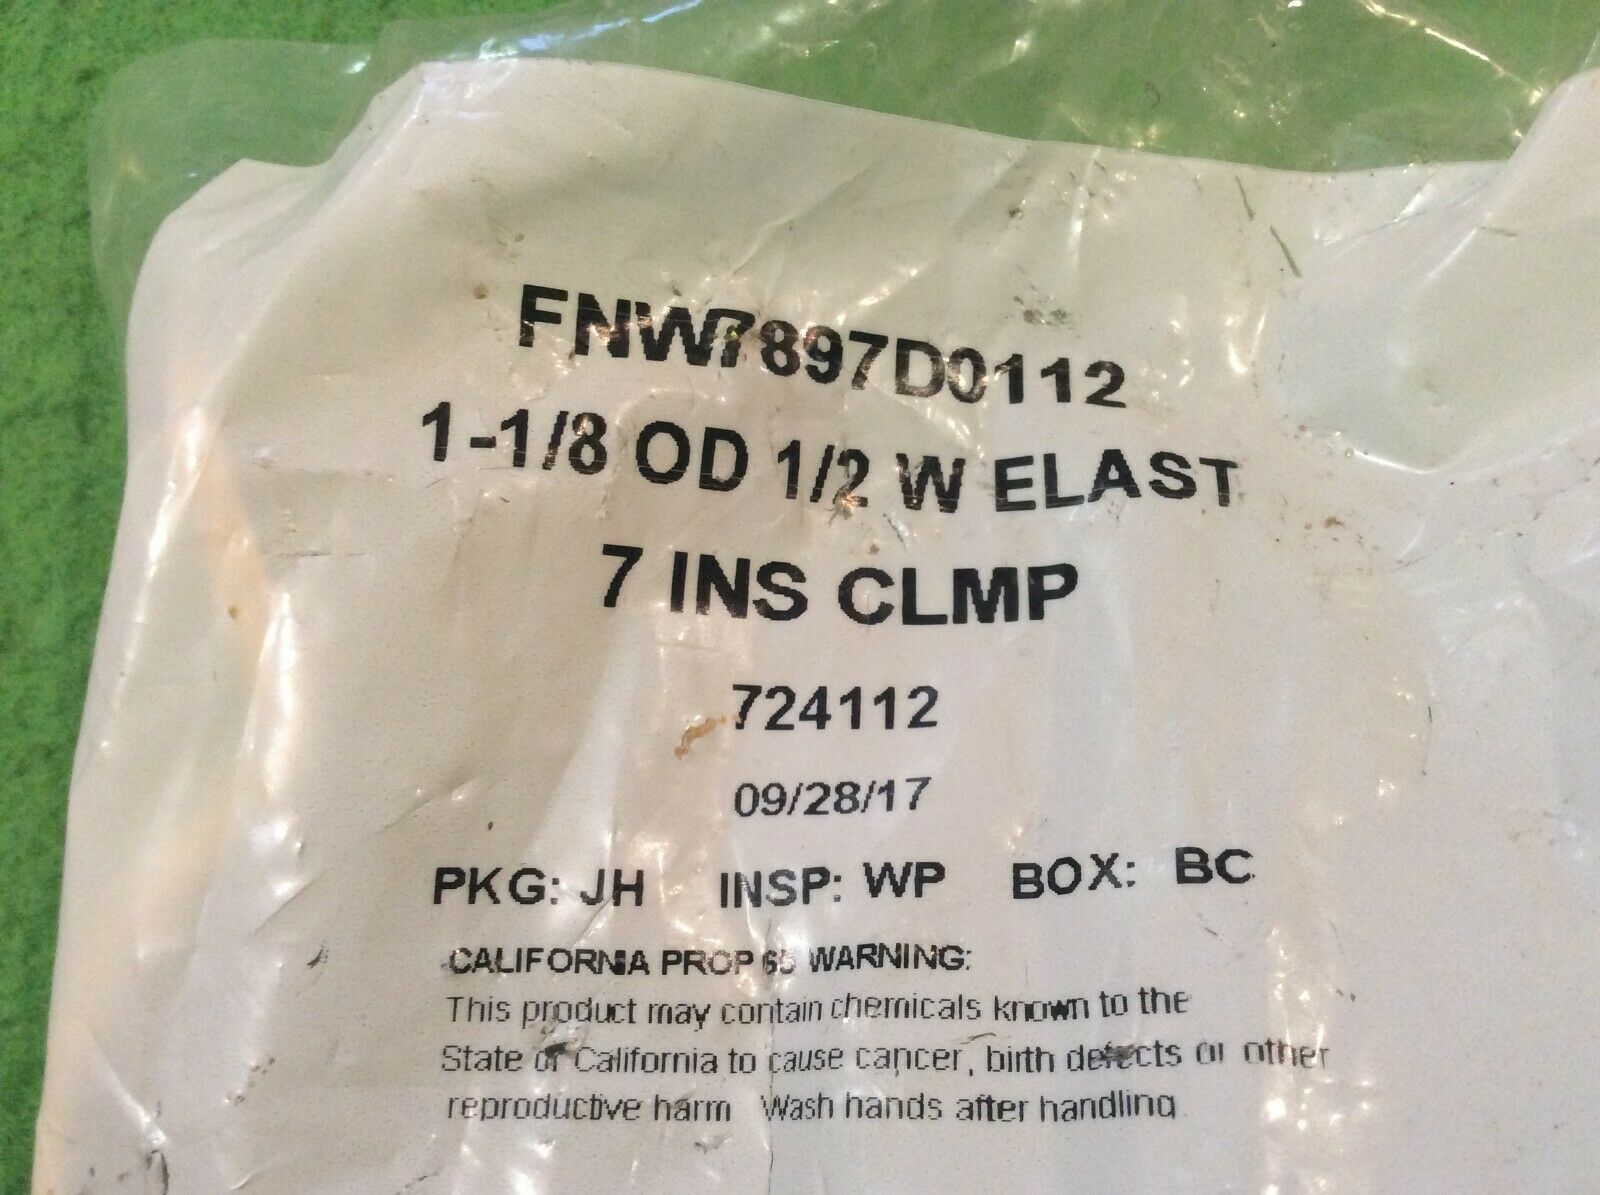 FNW7897D0112
1-1/8 OD 1/2 W ELAST
7 INS CLMP
724112
09/28/17
PKG: JH INSP: WP BOX: BC
CALIFORNIA PROP 65 WARNING:
This product may contain chemicals known to the
State of California to cause cancer, birth defects or other
reproductive harm Wash hands after handling